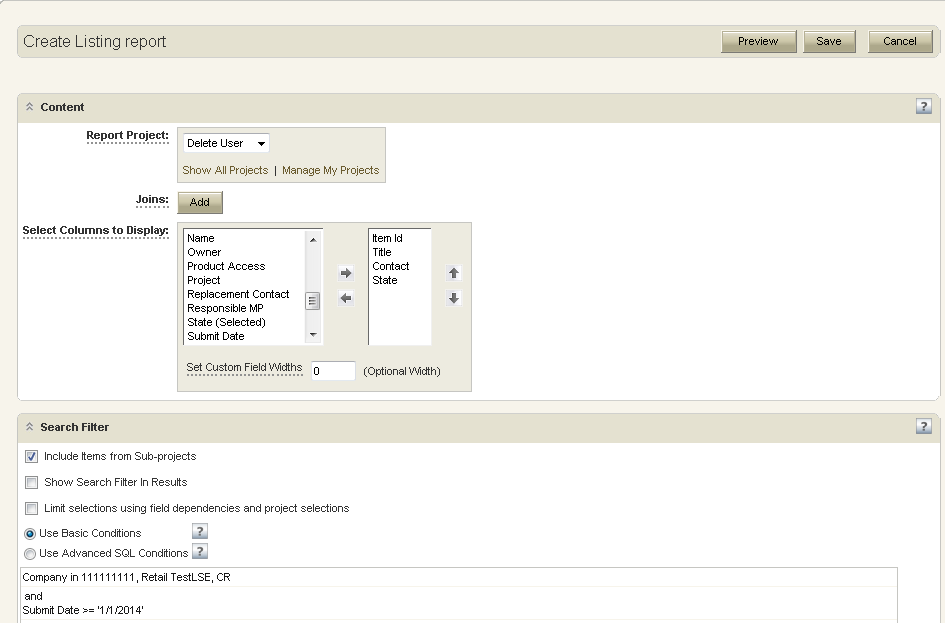 Create Listing report
Preview Save Cancel
Content ?
Report Project: Delete User
Show All Projects | Manage My Projects
Joins: Add
Select Columns to Display:
Name
Owner
Product Access
Project
Replacement Contact
Responsible MP
State (Selected)
Submit Date
Item Id
Title
Contact
State
Set Custom Field Widths 0 (Optional Width)
Search Filter ?
Include Items from Sub-projects
Show Search Filter In Results
Limit selections using field dependencies and project selections
Use Basic Conditions ?
Use Advanced SQL Conditions ?
Company in 111111111, Retail TestLSE, CR
and
Submit Date >= '1/1/2014'